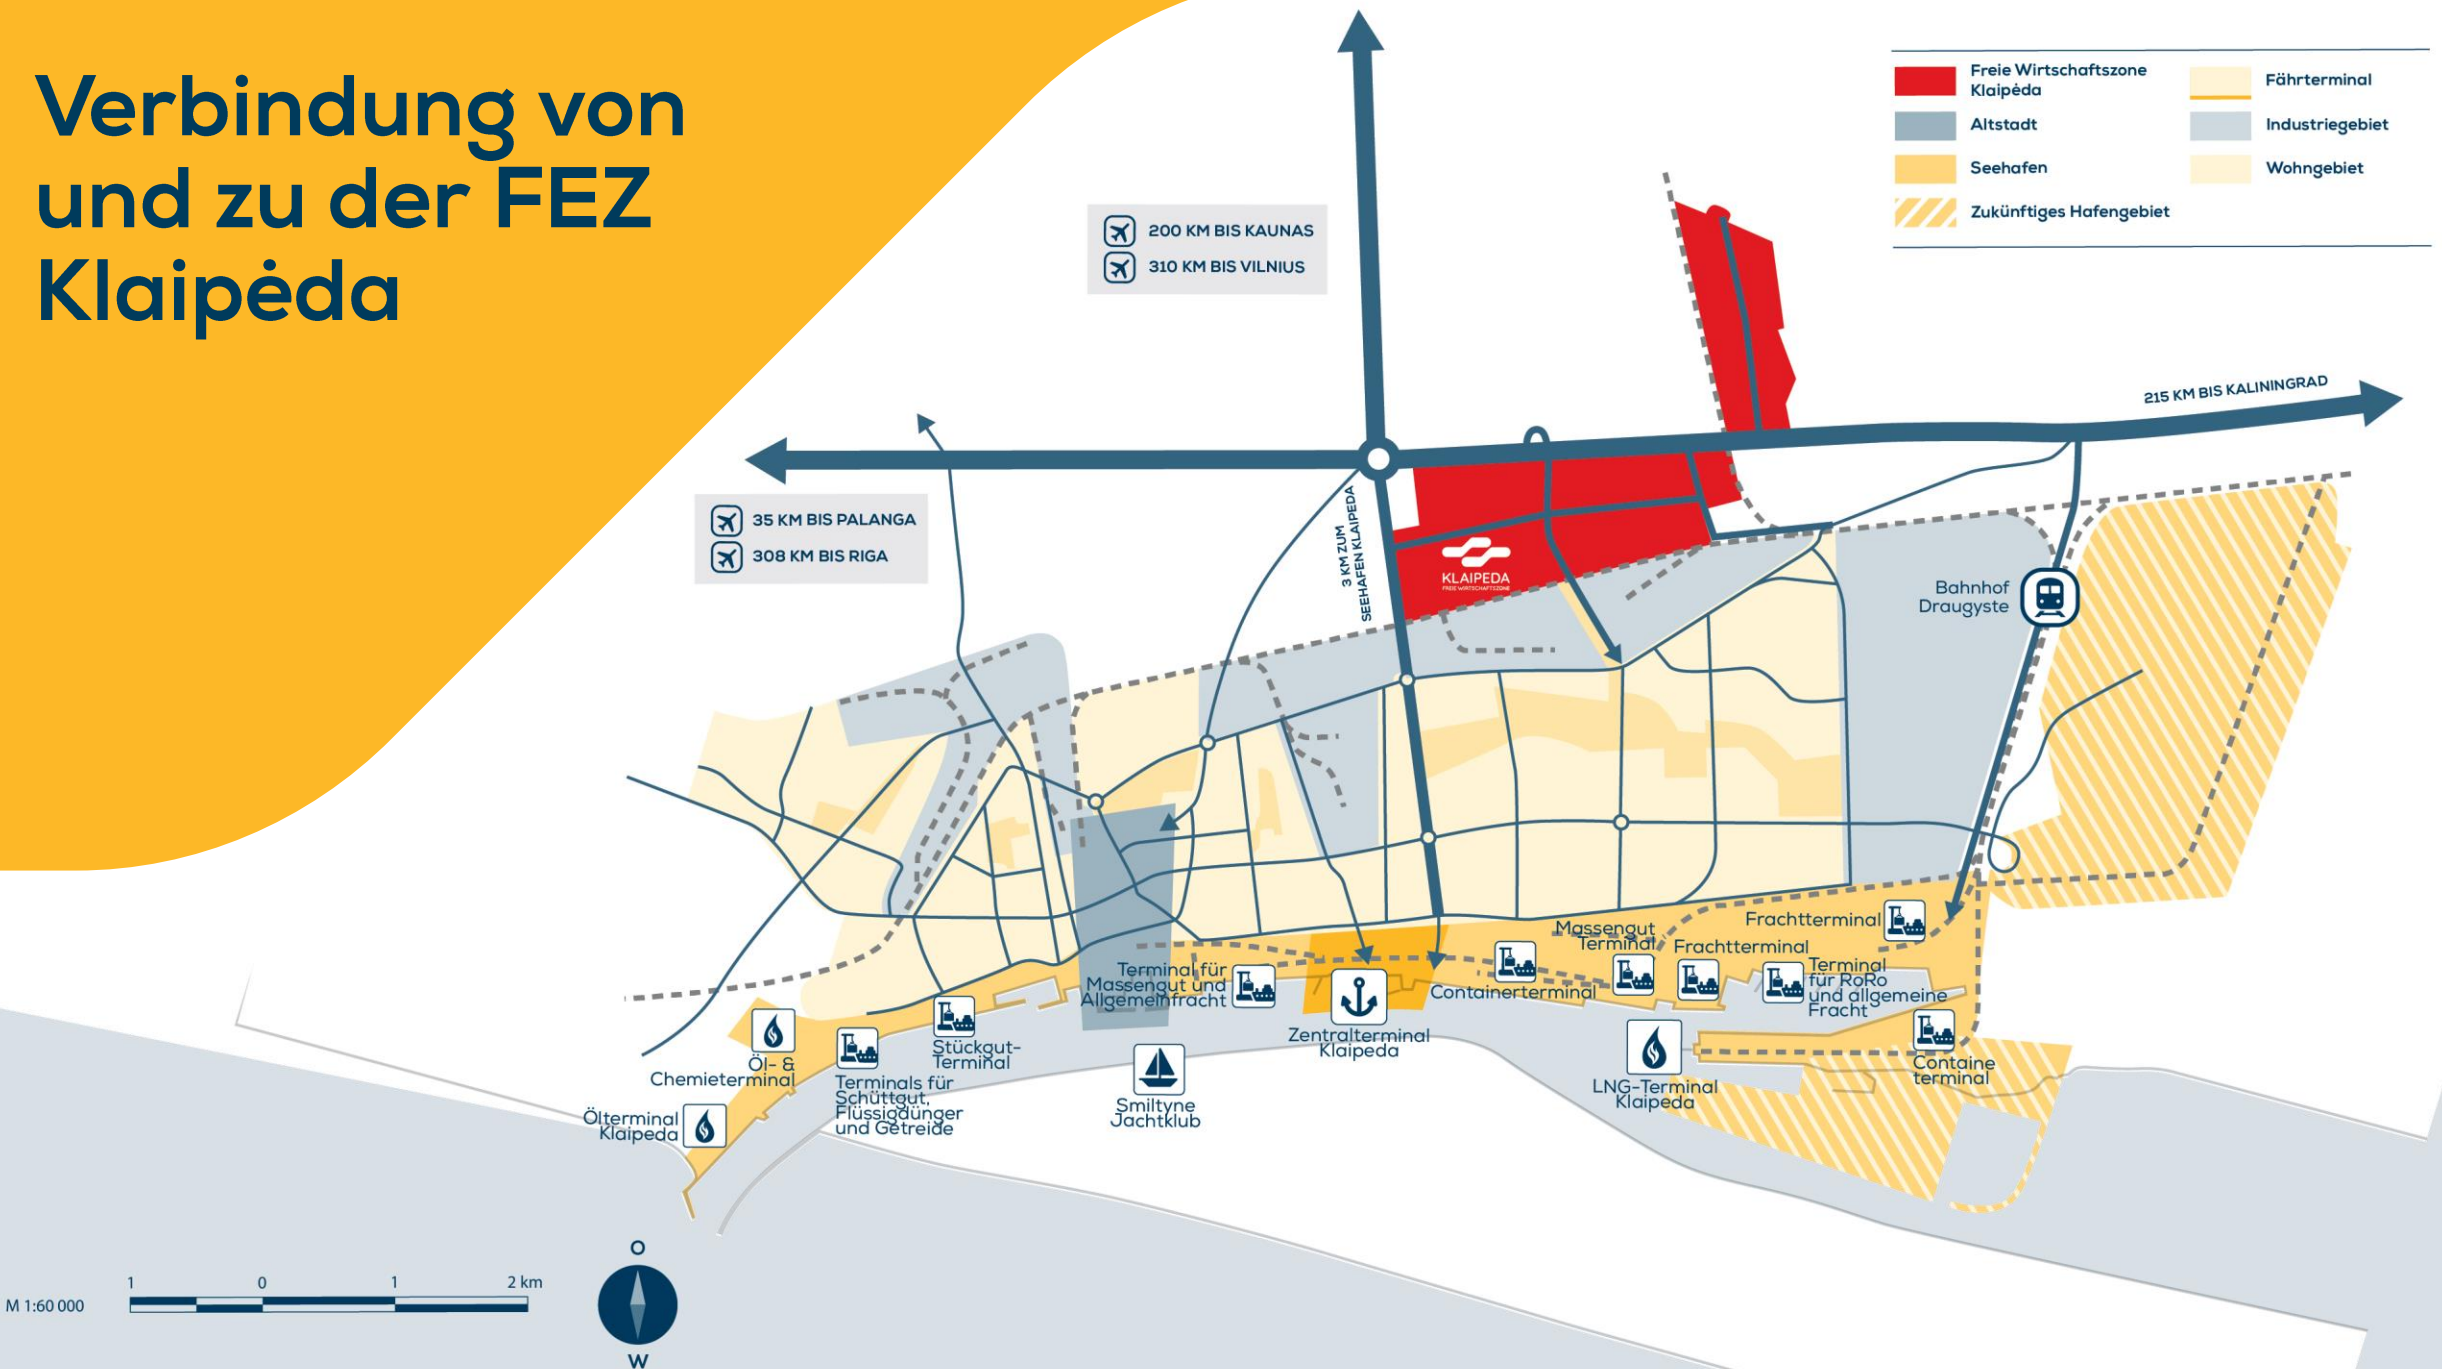 Verbindung von
und zu der FEZ
Klaipėda
Freie Wirtschaftszone
Klaipėda
Altstadt
Seehafen
Zukünftiges Hafengebiet
Fährterminal
Industriegebiet
Wohngebiet
200 KM BIS KAUNAS
310 KM BIS VILNIUS
215 KM BIS KALININGRAD
35 KM BIS PALANGA
308 KM BIS RIGA
3 KM ZUM
SEEHAFEN KLAIPEDA
KLAIPEDA
FREIE WIRTSCHAFTSZONE
Bahnhof
Draugyste
Frachtterminal
Massengut
Terminal
Frachtterminal
Terminal
für RoRo
und allgemeine
Fracht
Containerterminal
Terminal für
Massengut und
Allgemeinfracht
Zentralterminal
Klaipeda
Stückgut-
Terminal
Öl- &
Chemieterminal
Terminals für
Schüttgut,
Flüssigdünger
und Getreide
Ölterminal
Klaipeda
Smiltyne
Jachtklub
LNG-Terminal
Klaipeda
Containe
terminal
M 1:60 000
1 0 1 2 km
O
W